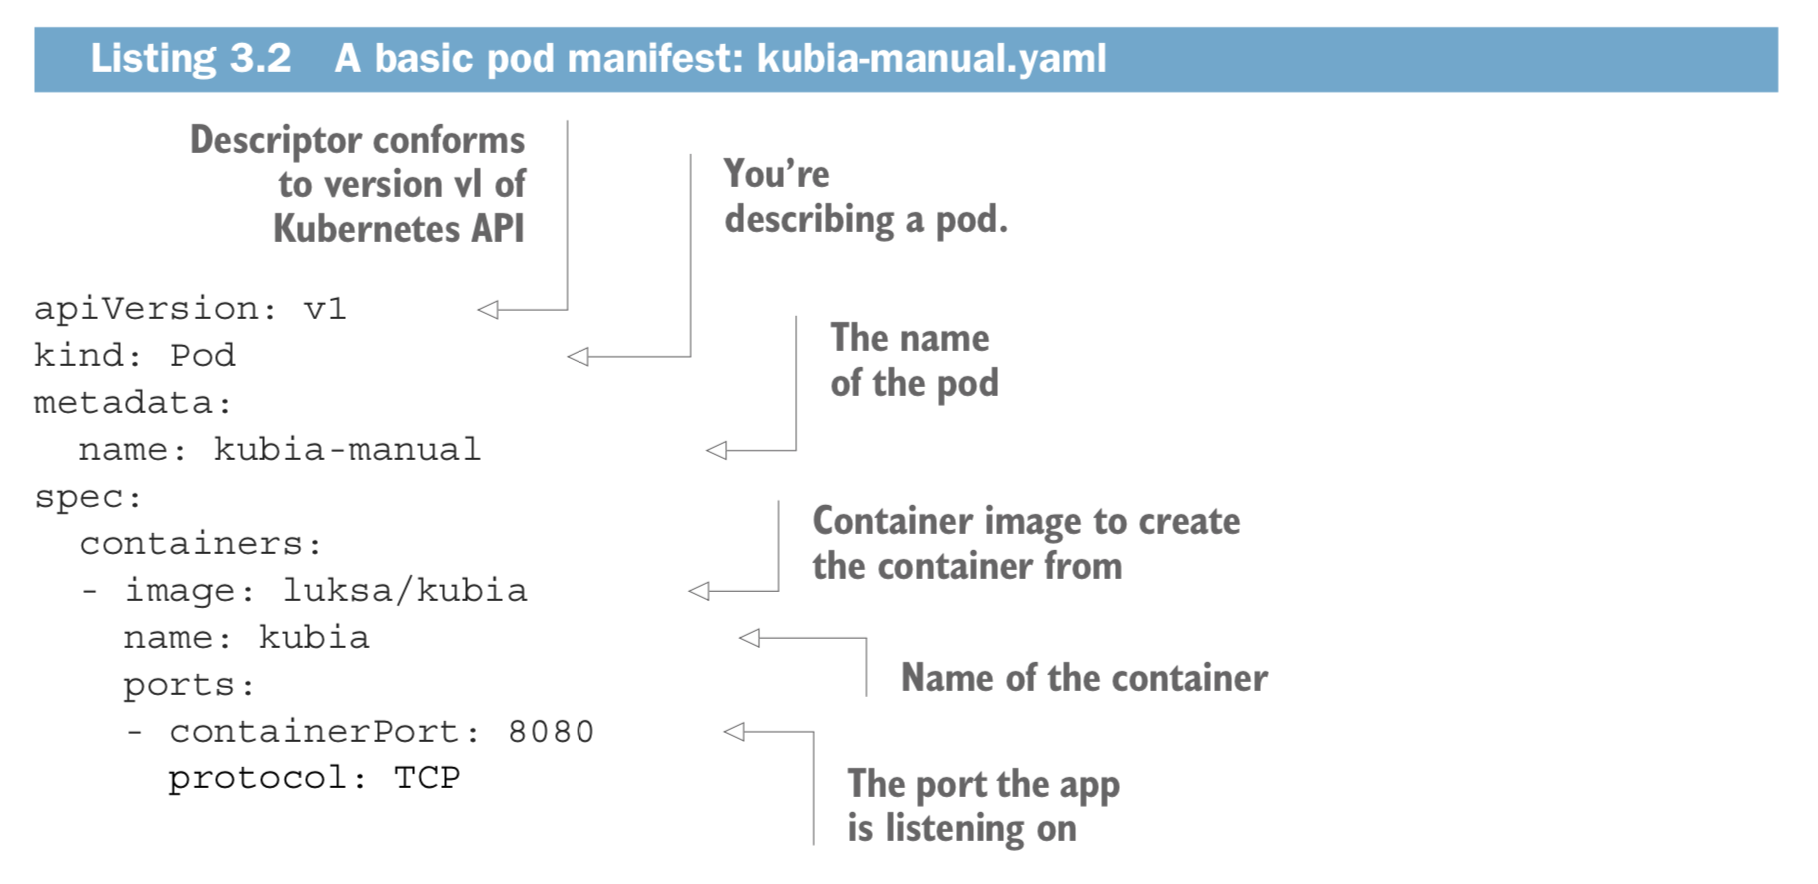 Listing 3.2 A basic pod manifest: kubia-manual.yaml
Descriptor conforms
to version vl of
Kubernetes API
You're
describing a pod.
apiVersion: v1
kind: Pod
The name
of the pod
metadata:
  name: kubia-manual
spec:
  containers:
Container image to create
the container from
  - image: luksa/kubia
    name: kubia
Name of the container
    ports:
    - containerPort: 8080
      protocol: TCP
The port the app
is listening on